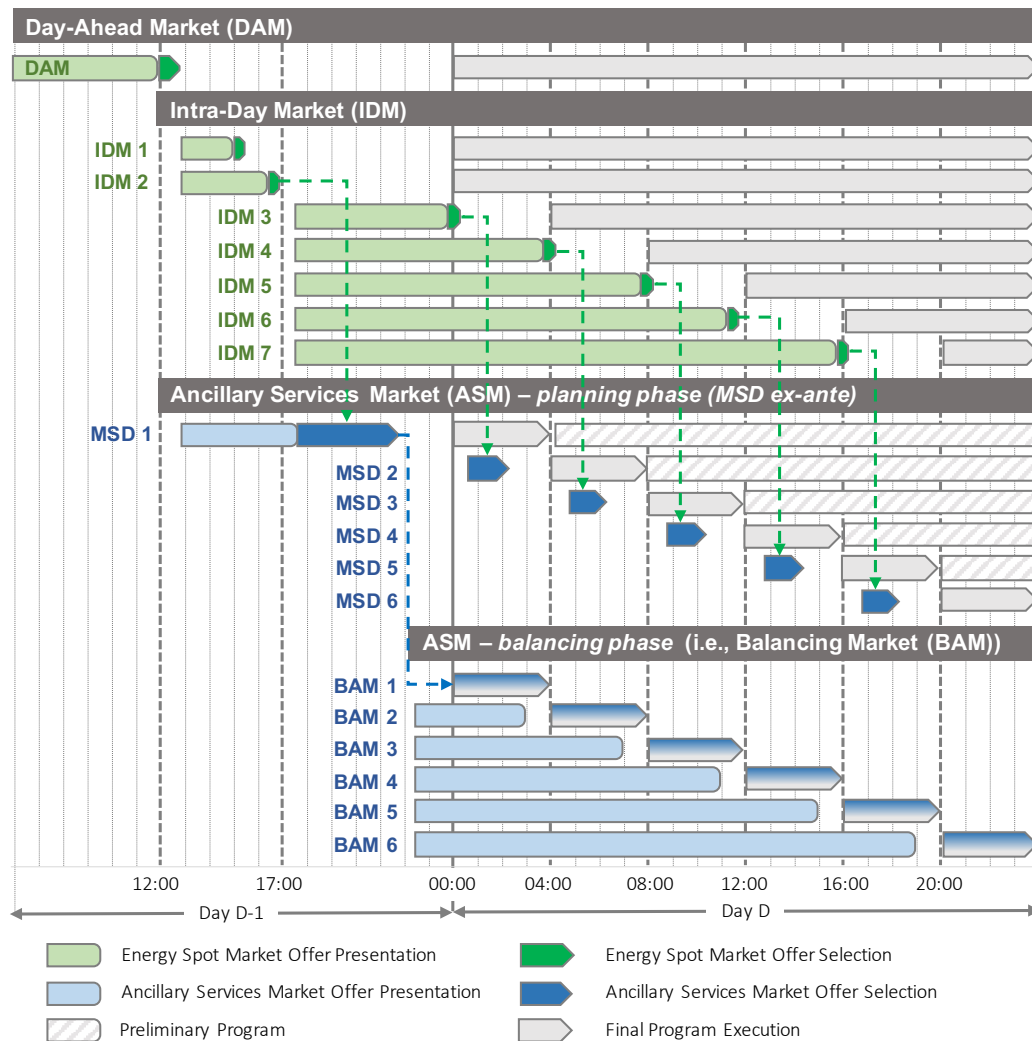 Day-Ahead Market (DAM)
DAM
Intra-Day Market (IDM)
IDM 1
IDM 2
IDM 3
IDM 4
IDM 5
IDM 6
IDM 7
Ancillary Services Market (ASM) – planning phase (MSD ex-ante)
MSD 1
MSD 2
MSD 3
MSD 4
MSD 5
MSD 6
ASM – balancing phase (i.e., Balancing Market (BAM))
BAM 1
BAM 2
BAM 3
BAM 4
BAM 5
BAM 6
12:00 17:00 00:00 04:00 08:00 12:00 16:00 20:00
Day D-1 Day D
Energy Spot Market Offer Presentation Energy Spot Market Offer Selection
Ancillary Services Market Offer Presentation Ancillary Services Market Offer Selection
Preliminary Program Final Program Execution